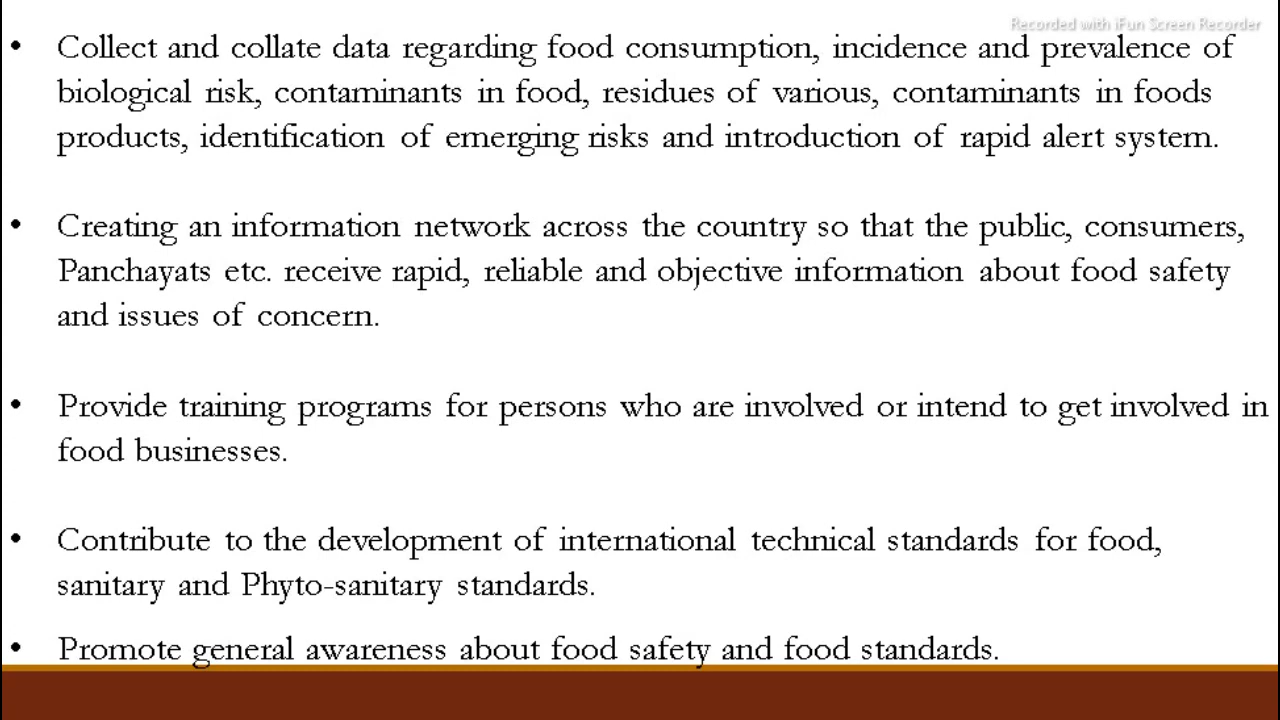 Recorded with iFun Screen Recorder
• Collect and collate data regarding food consumption, incidence and prevalence of
biological risk, contaminants in food, residues of various, contaminants in foods
products, identification of emerging risks and introduction of rapid alert system.
• Creating an information network across the country so that the public, consumers,
Panchayats etc. receive rapid, reliable and objective information about food safety
and issues of concern.
• Provide training programs for persons who are involved or intend to get involved in
food businesses.
• Contribute to the development of international technical standards for food,
sanitary and Phyto-sanitary standards.
• Promote general awareness about food safety and food standards.